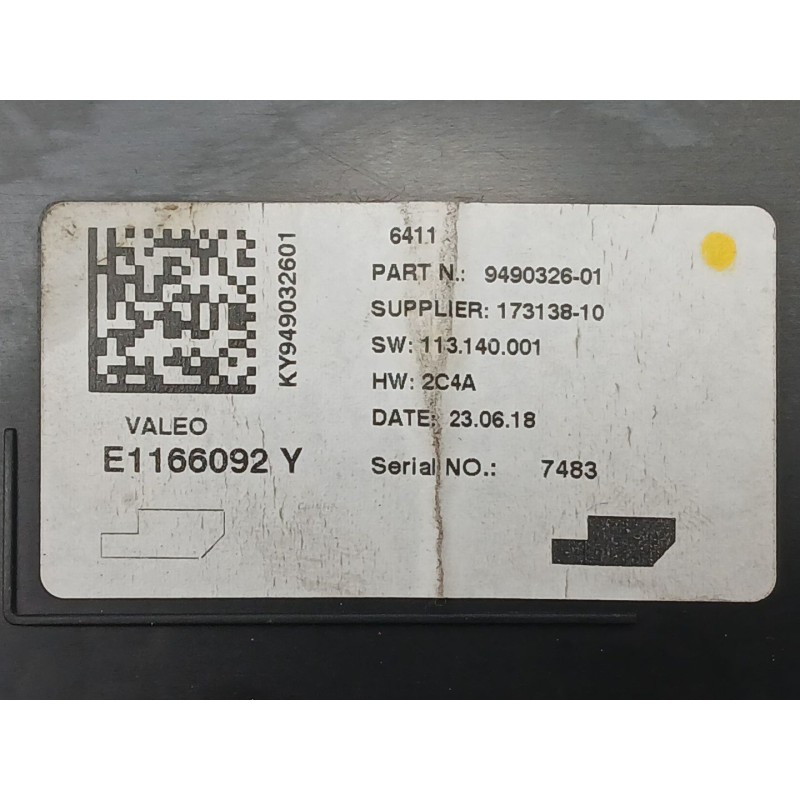 KY949032601
VALEO
E1166092 Y
6411
PART N.: 9490326-01
SUPPLIER: 173138-10
SW: 113.140.001
HW: 2C4A
DATE: 23.06.18
Serial NO.: 7483